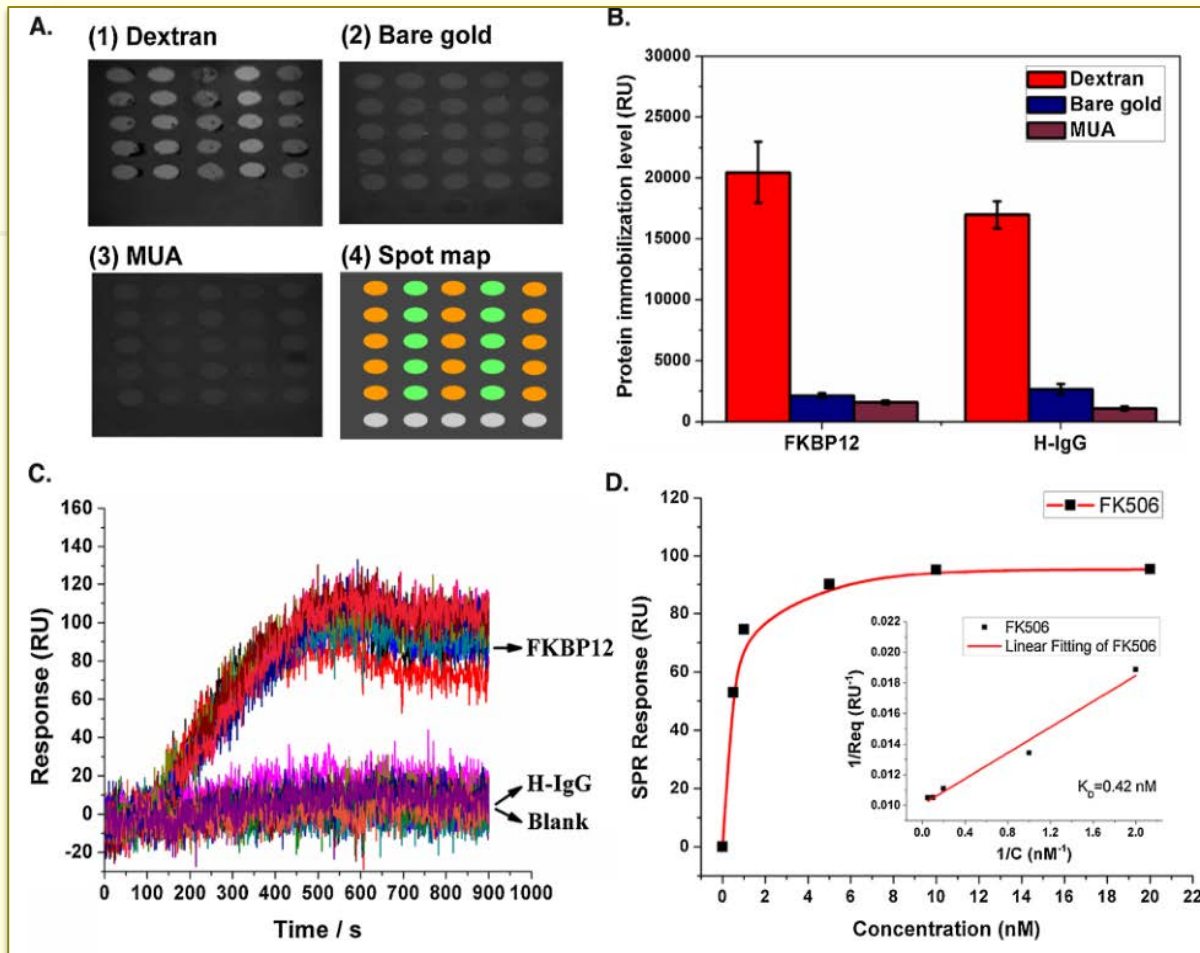 A.
(1) Dextran
(2) Bare gold
(3) MUA
(4) Spot map
B.
Protein immobilization level (RU)
30000
25000
20000
15000
10000
5000
0
Dextran
Bare gold
MUA
FKBP12
H-IgG
C.
Response (RU)
160
140
120
100
80
60
40
20
0
-20
FKBP12
H-IgG
Blank
0 100 200 300 400 500 600 700 800 900 1000
Time / s
D.
SPR Response (RU)
120
100
80
60
40
20
0
FK506
1/Req (RU⁻¹)
0.022
0.020
0.018
0.016
0.014
0.012
0.010
FK506
Linear Fitting of FK506
K_D=0.42 nM
0.0 0.4 0.8 1.2 1.6 2.0
1/C (nM⁻¹)
0 2 4 6 8 10 12 14 16 18 20 22
Concentration (nM)